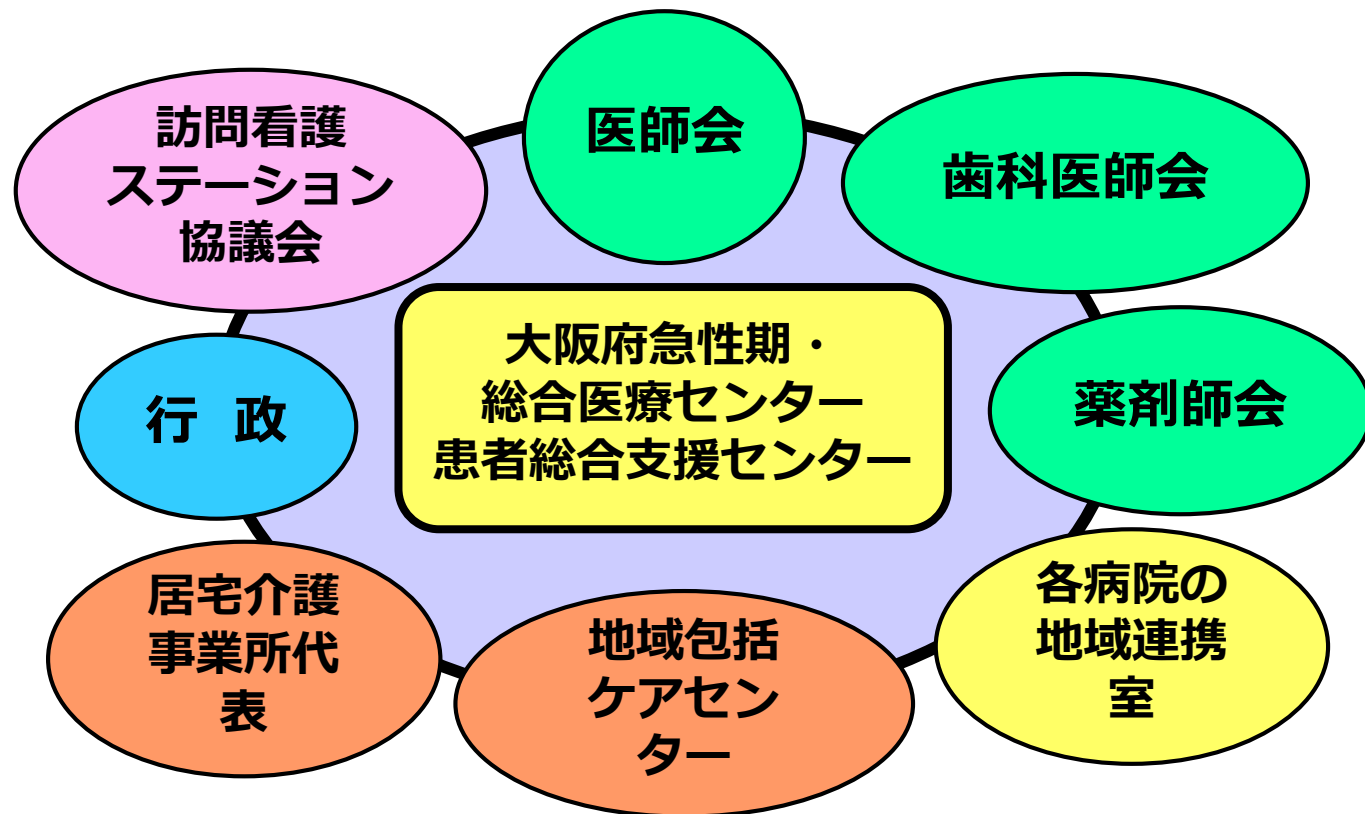 医師会
訪問看護
ステーション
協議会
歯科医師会
大阪府急性期・
総合医療センター
患者総合支援センター
行 政
薬剤師会
居宅介護
事業所代
表
地域包括
ケアセン
ター
各病院の
地域連携
室